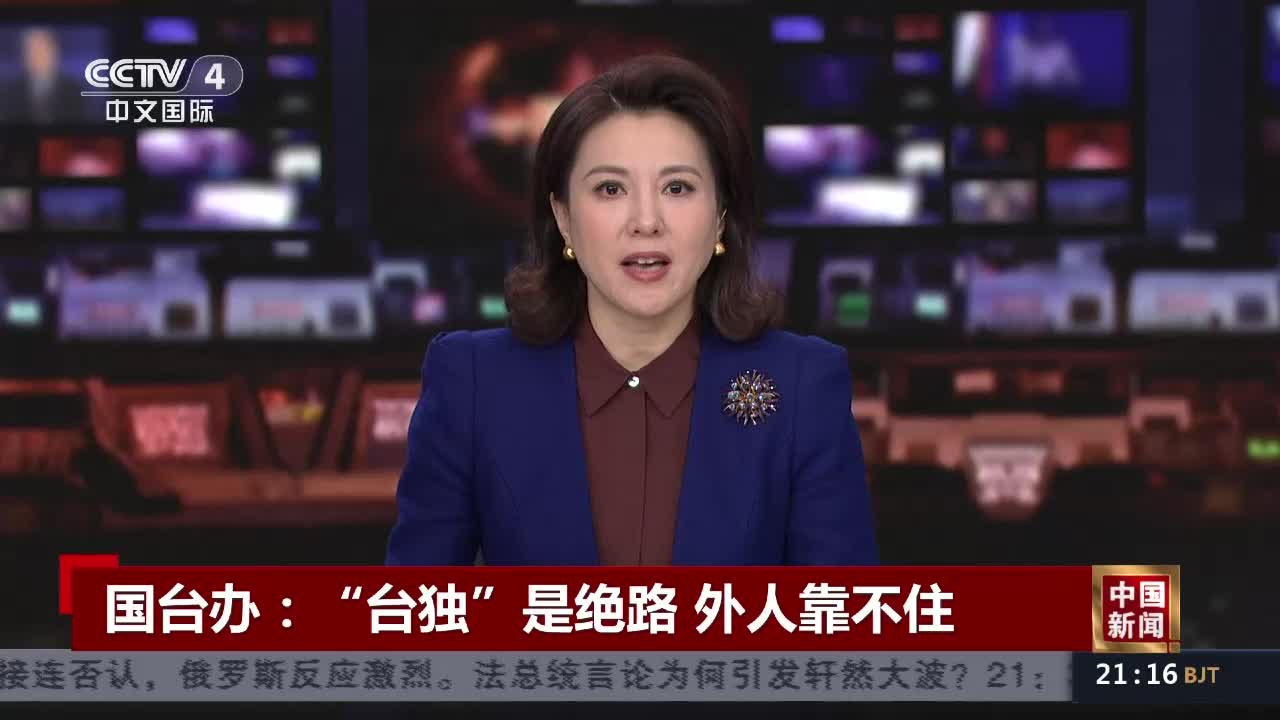 CCTV 4
中文国际
国台办：“台独”是绝路 外人靠不住
中国
新闻
接连否认，俄罗斯反应激烈。法总统言论为何引发轩然大波？21：
21:16 BJT